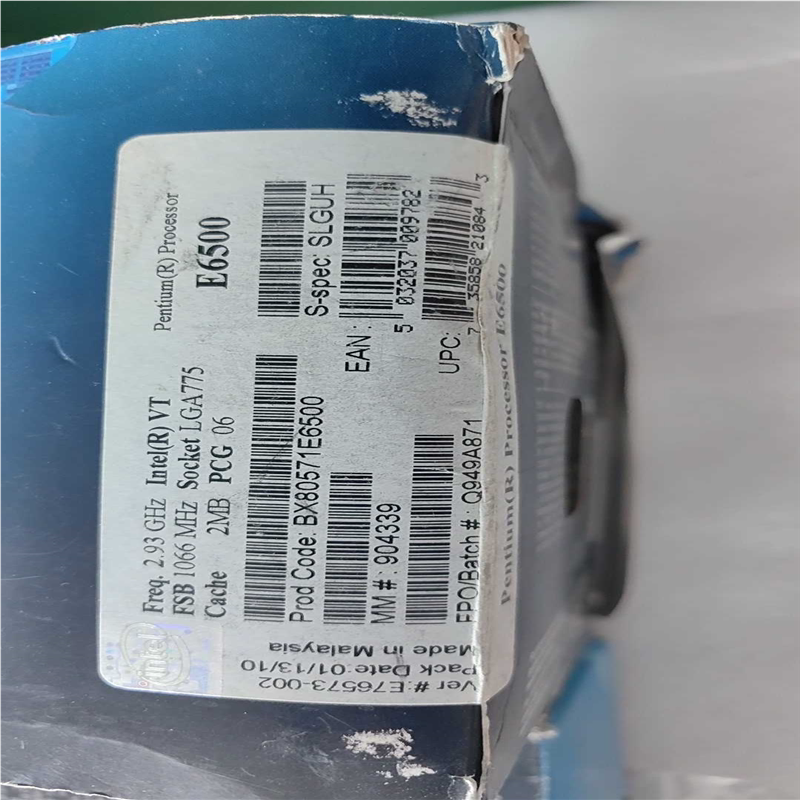 Freq. 2.93 GHz Intel(R) VT Pentium(R) Processor
FSB 1066 MHz Socket LGA775 E6500
Cache 2MB PCG 06
Prod Code: BX80571E6500
S-spec: SLGUH
MM # : 904339
EAN :
5 032037 009782
FPO/Batch # : Q949A871
UPC:
7 35858 21084 3
Ver #:E76573-002
Pack Date:01/13/10
Made in Malaysia
intel
Pentium(R) Processor E6500